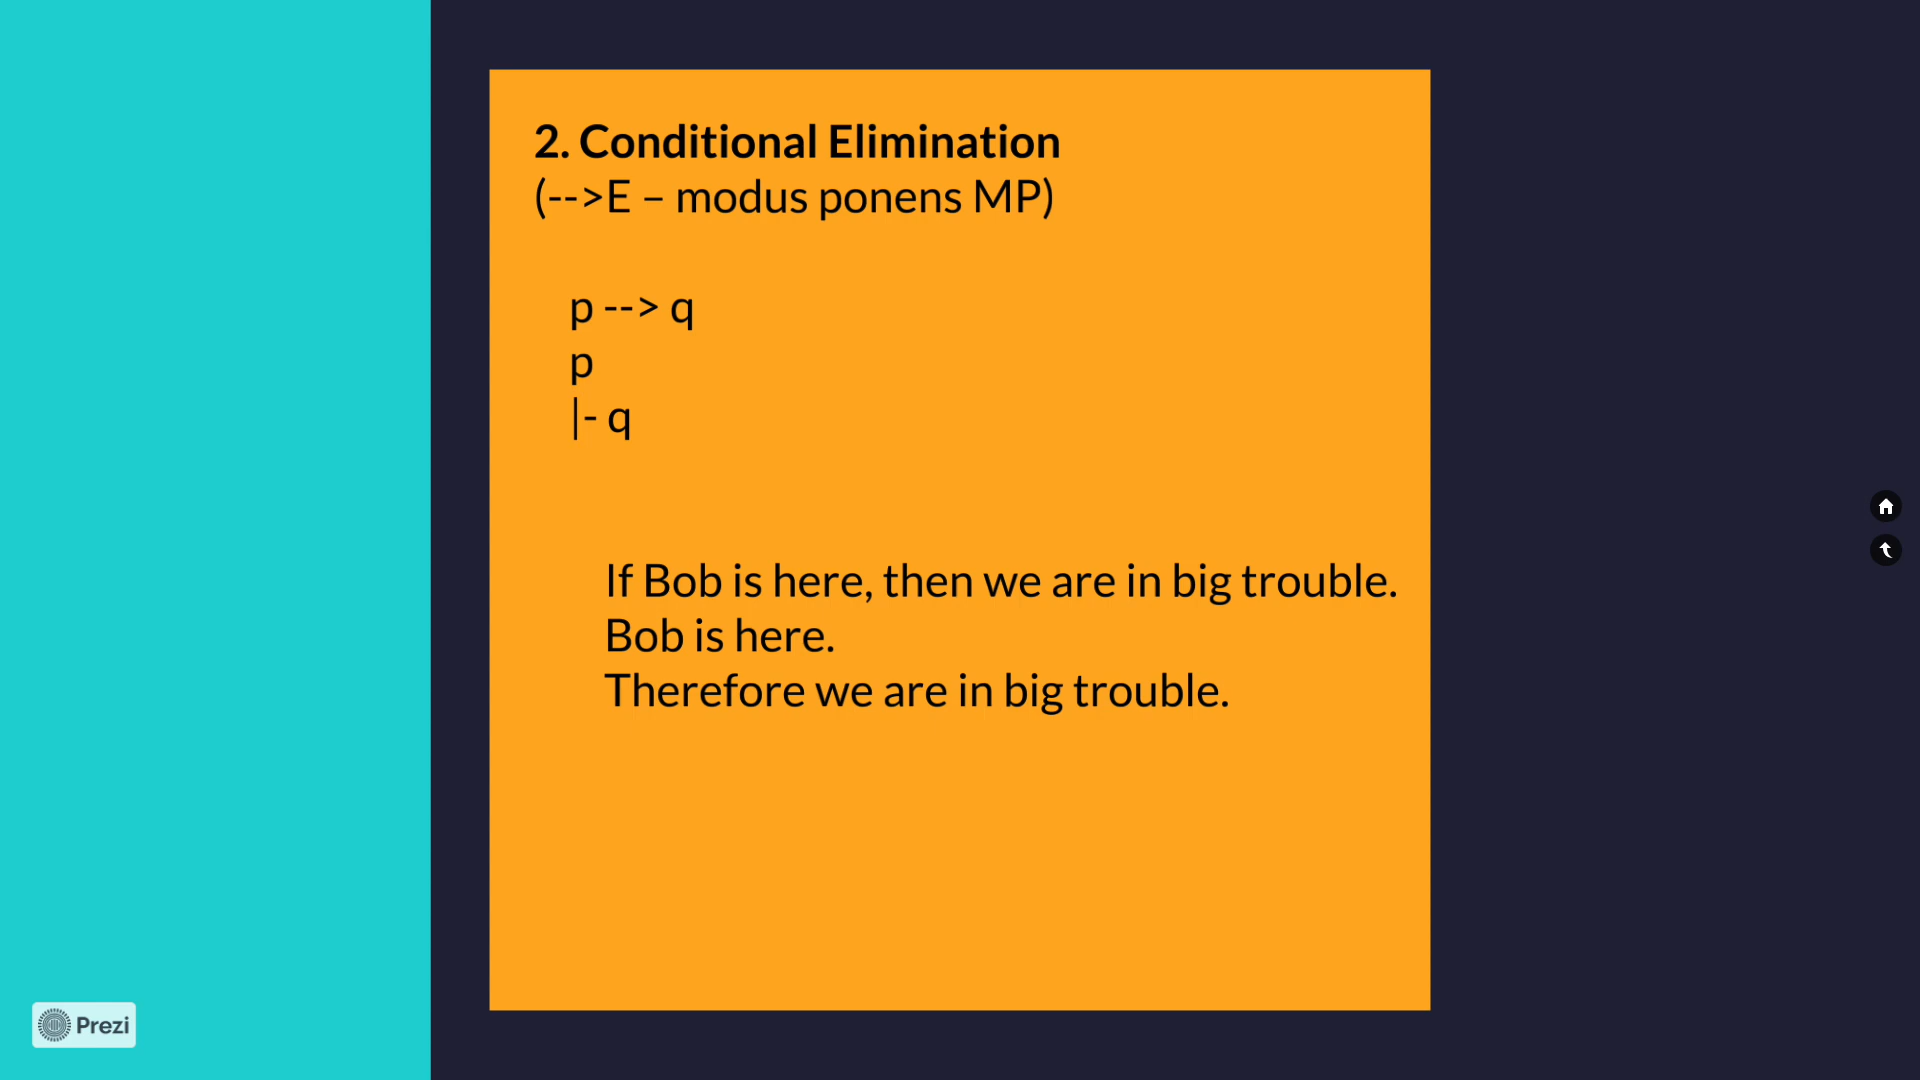 2. Conditional Elimination
(-->E – modus ponens MP)
p --> q
p
|- q
If Bob is here, then we are in big trouble.
Bob is here.
Therefore we are in big trouble.
Prezi